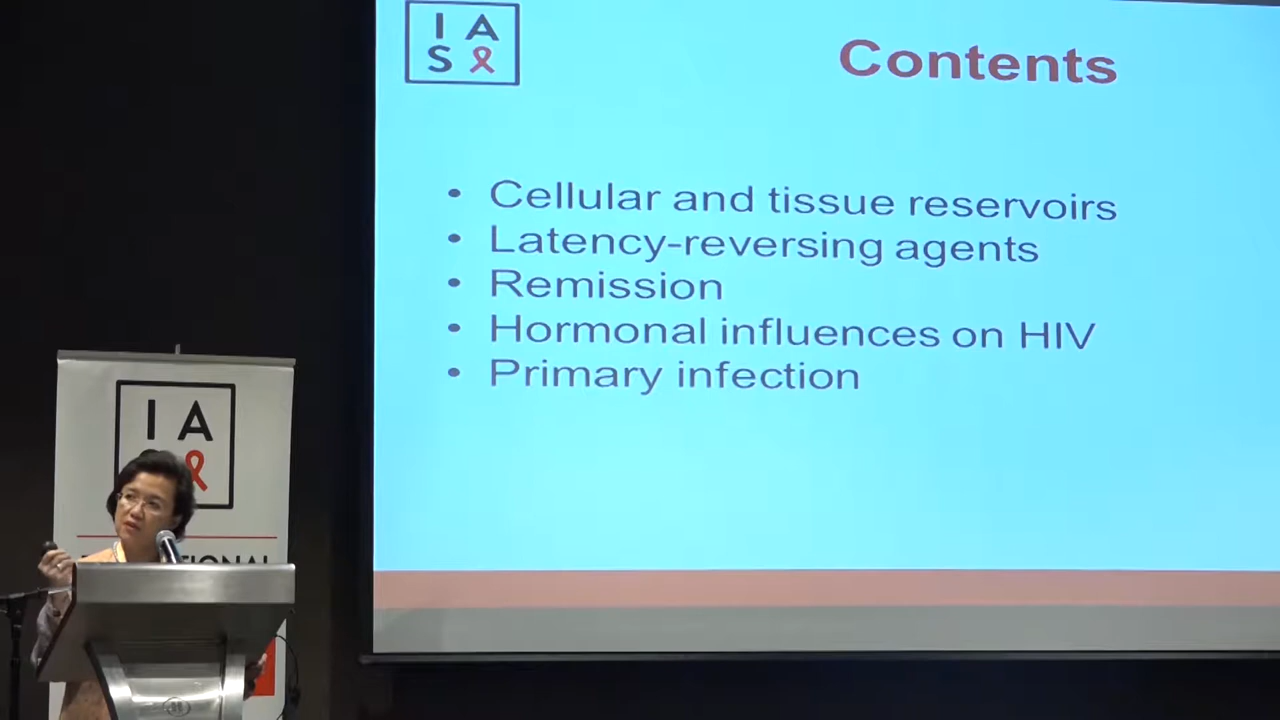 I A
S
Contents
• Cellular and tissue reservoirs
• Latency-reversing agents
• Remission
• Hormonal influences on HIV
• Primary infection
I A